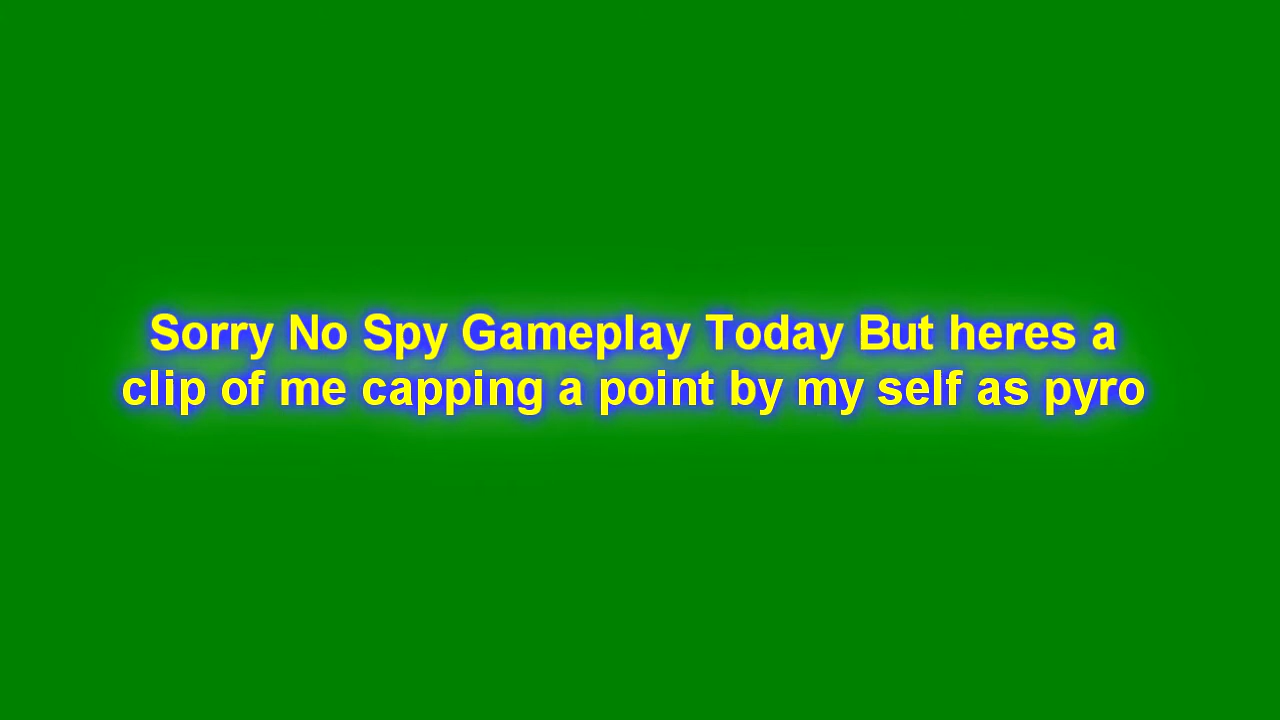 Sorry No Spy Gameplay Today But heres a
clip of me capping a point by my self as pyro